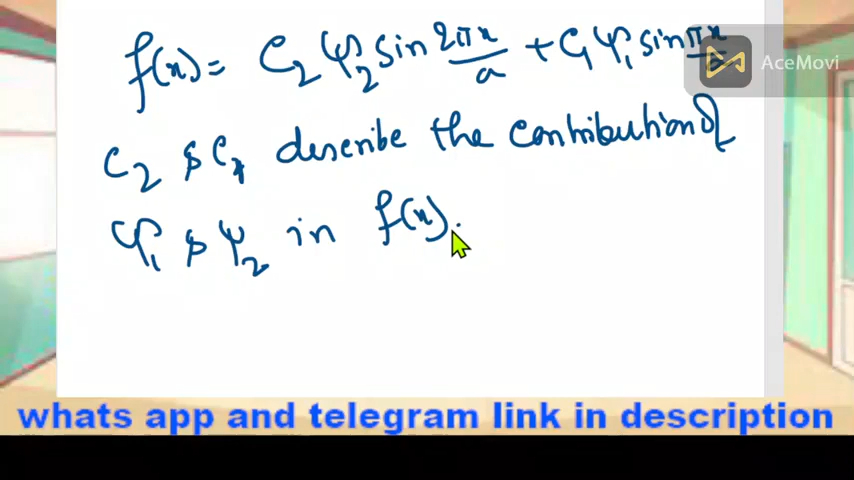 f(x) = C₂ ψ₂ sin 2πx/a + C₁ ψ₁ sin πx/a
AceMovi
C₂ & C₁ describe the contribution of
ψ₁ & ψ₂ in f(x).
whats app and telegram link in description